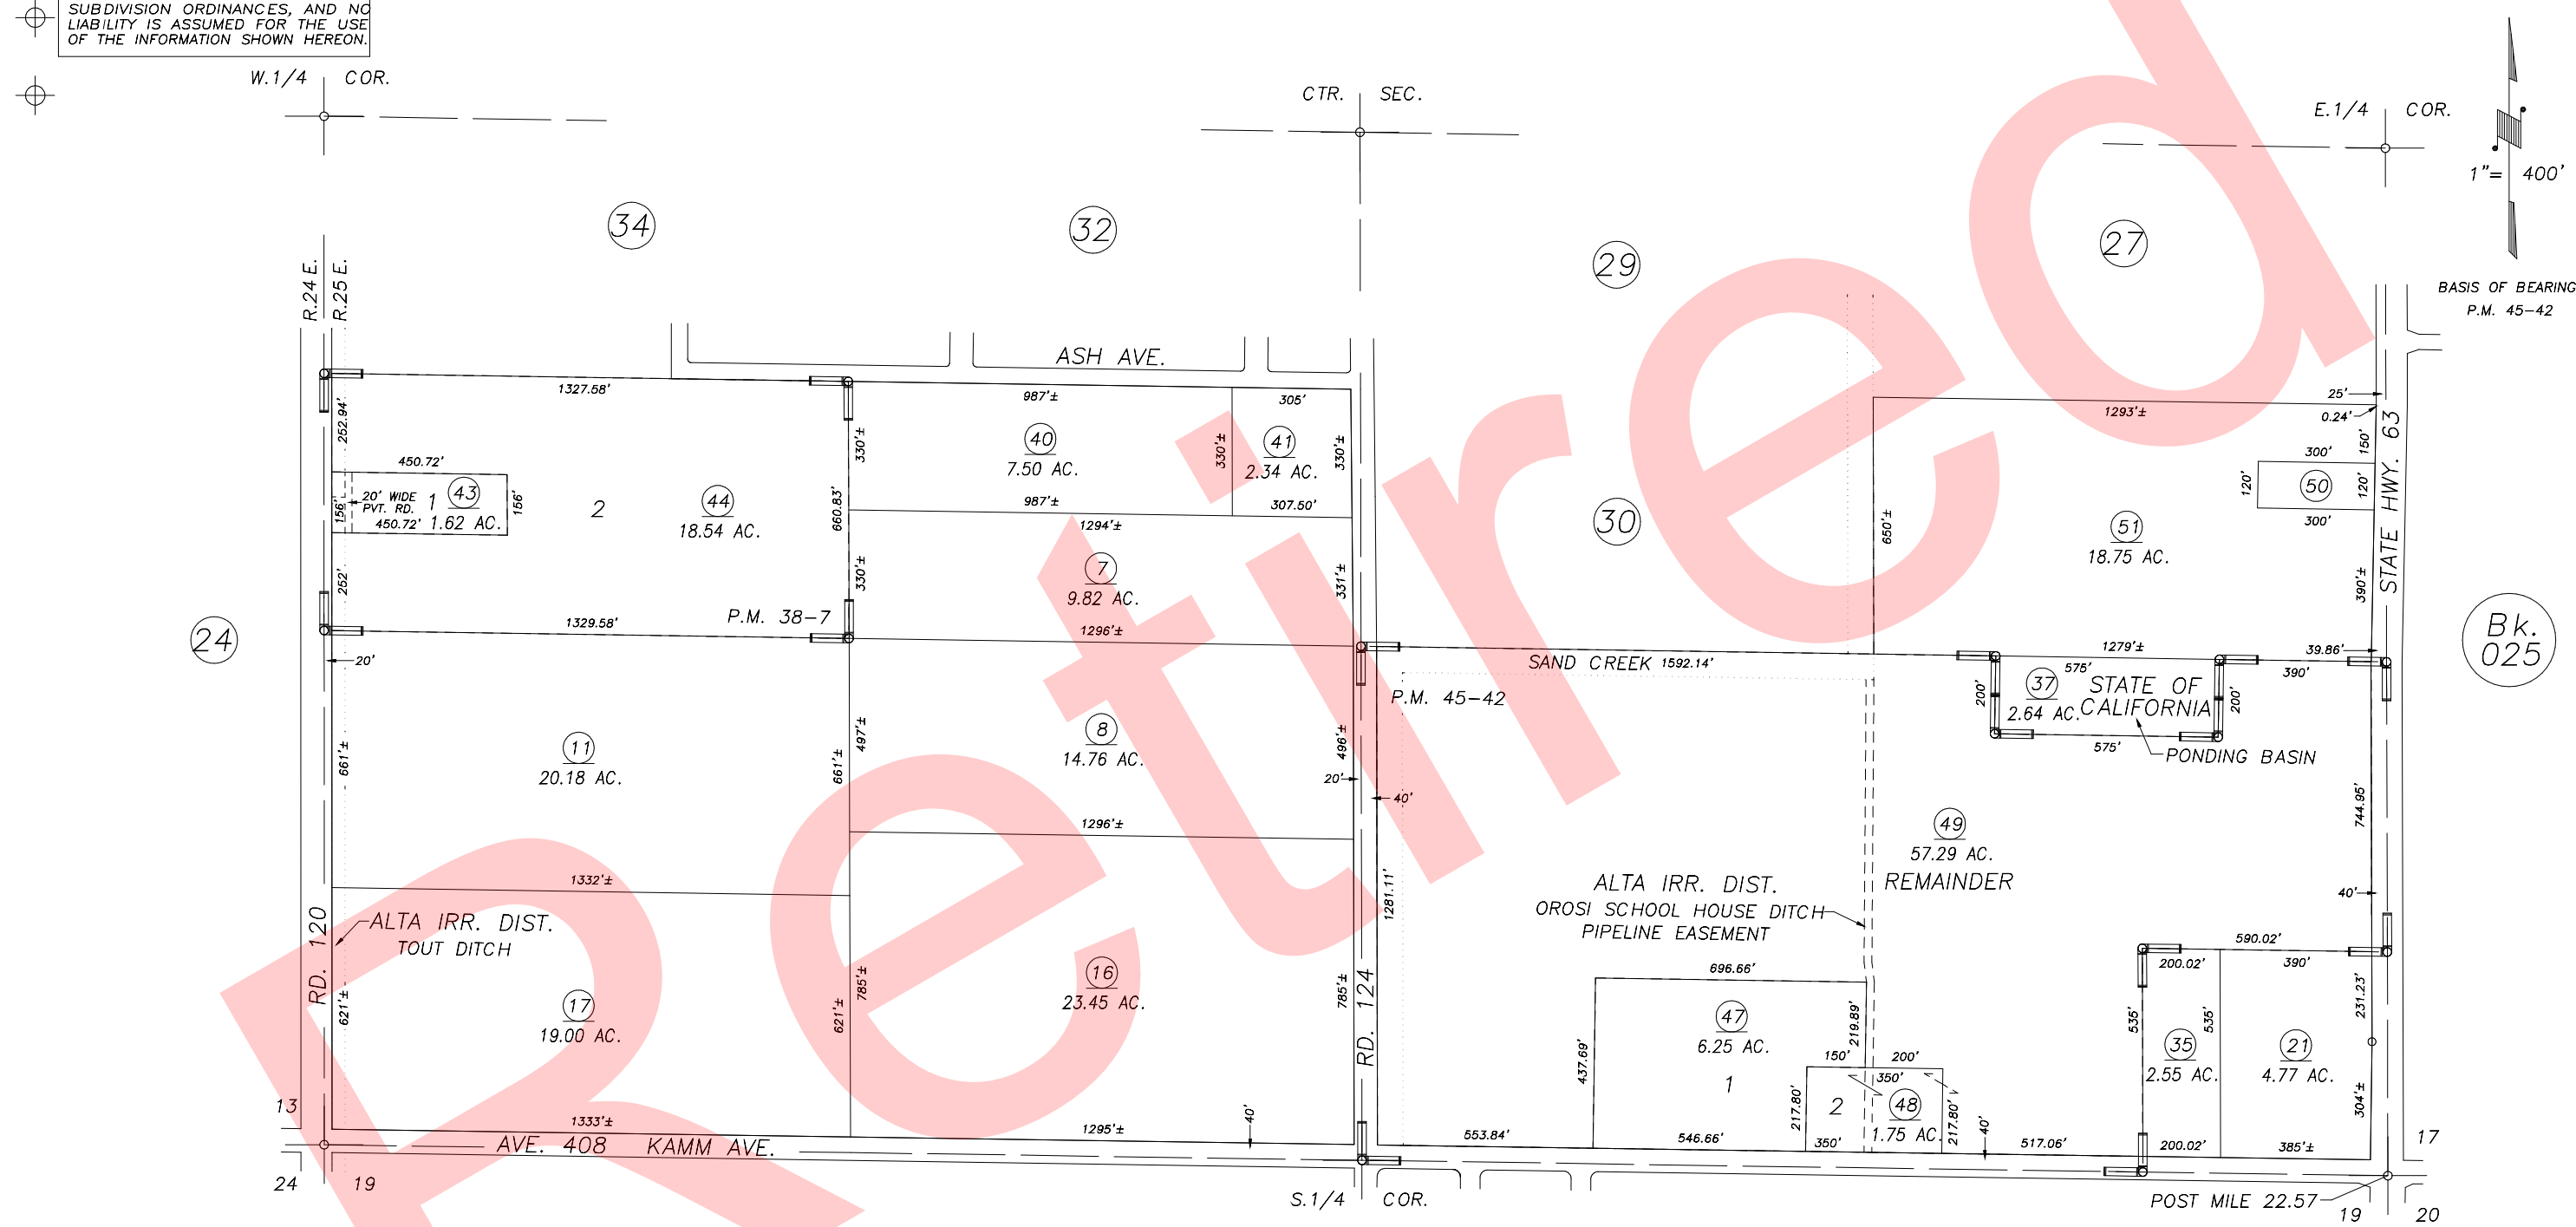 SUBDIVISION ORDINANCES, AND NO
LIABILITY IS ASSUMED FOR THE USE
OF THE INFORMATION SHOWN HEREON.
W.1/4 COR.
CTR. SEC.
E.1/4 COR.
1"= 400'
BASIS OF BEARING
P.M. 45-42
34
32
29
27
R.24 E.
R.25 E.
ASH AVE.
1327.58'
252.94'
450.72'
20' WIDE
PVT. RD.
1
43
156'
156'
450.72' 1.62 AC.
252'
2
44
18.54 AC.
660.83'
P.M. 38-7
1329.58'
24
20'
987'±
305'
330'±
40
7.50 AC.
330'±
41
2.34 AC.
330'±
987'±
307.50'
1294'±
330'±
7
9.82 AC.
331'±
1296'±
30
650'±
1293'±
25'
0.24'
150'
STATE HWY. 63
300'
120'
50
120'
300'
51
18.75 AC.
390'±
1279'±
39.86'
Bk.
025
SAND CREEK 1592.14'
P.M. 45-42
575'
390'
200'
37
2.64 AC.
STATE OF
CALIFORNIA
200'
575'
PONDING BASIN
661'±
11
20.18 AC.
661'±
497'±
8
14.76 AC.
496'±
20'
40'
1296'±
1332'±
49
57.29 AC.
REMAINDER
744.95'
40'
1281.11'
ALTA IRR. DIST.
OROSI SCHOOL HOUSE DITCH
PIPELINE EASEMENT
RD. 120
ALTA IRR. DIST.
TOUT DITCH
621'±
17
19.00 AC.
621'±
785'±
16
23.45 AC.
785'±
RD. 124
696.66'
437.69'
47
6.25 AC.
1
219.89'
150'
200'
350'
217.80'
2
48
1.75 AC.
217.80'
40'
590.02'
200.02'
390'
535'
535'
35
2.55 AC.
21
4.77 AC.
231.23'
304'±
13
1333'±
1295'±
40'
553.84'
546.66'
350'
517.06'
200.02'
385'±
17
AVE. 408 KAMM AVE.
24
19
S.1/4 COR.
POST MILE 22.57
19
20
Retired